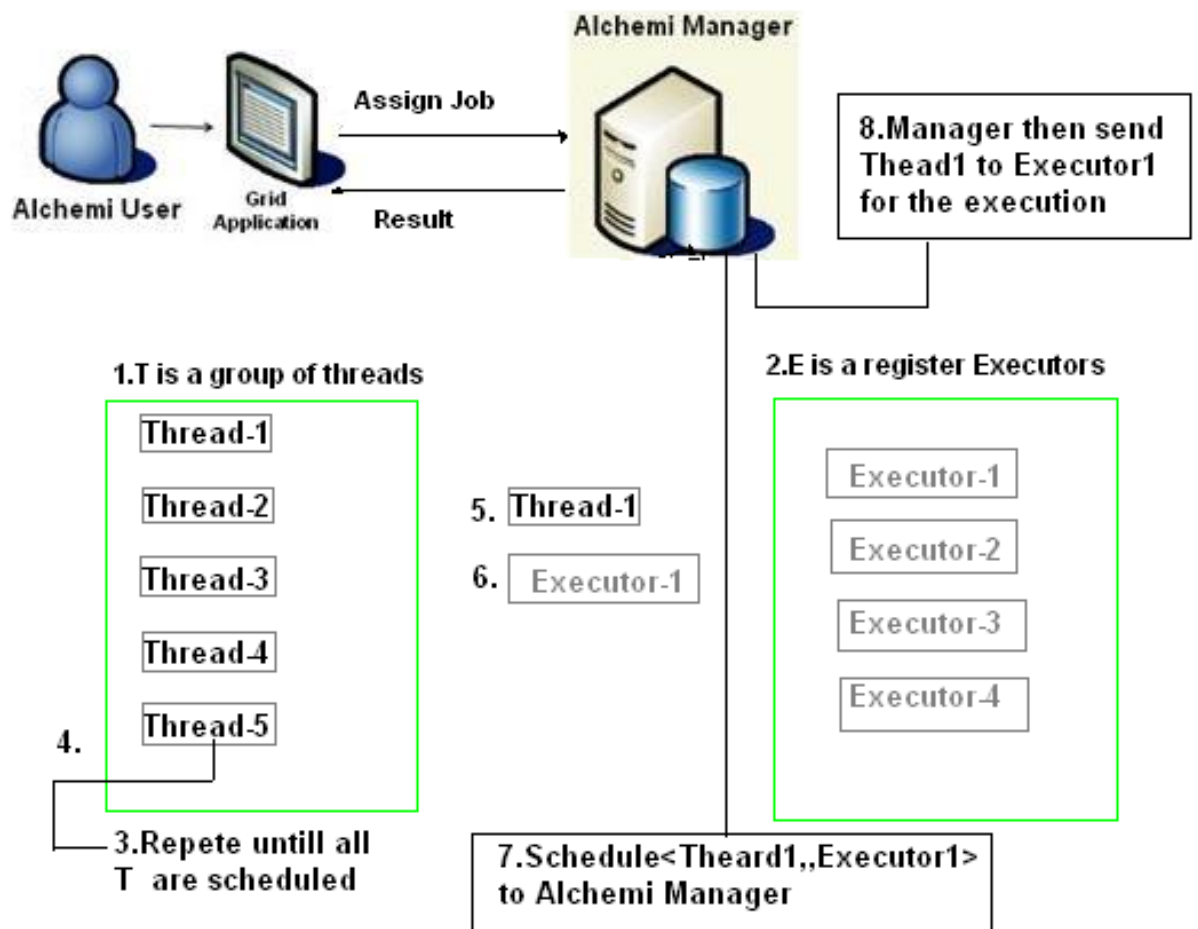 Alchemi Manager
Assign Job
8.Manager then send
Thead1 to Executor1
for the execution
Alchemi User
Grid
Application
Result
1.T is a group of threads
2.E is a register Executors
Thread-1
Thread-2
Thread-3
Thread-4
Thread-5
4.
5. Thread-1
6. Executor-1
Executor-1
Executor-2
Executor-3
Executor-4
3.Repete untill all
T are scheduled
7.Schedule<Theard1,,Executor1>
to Alchemi Manager